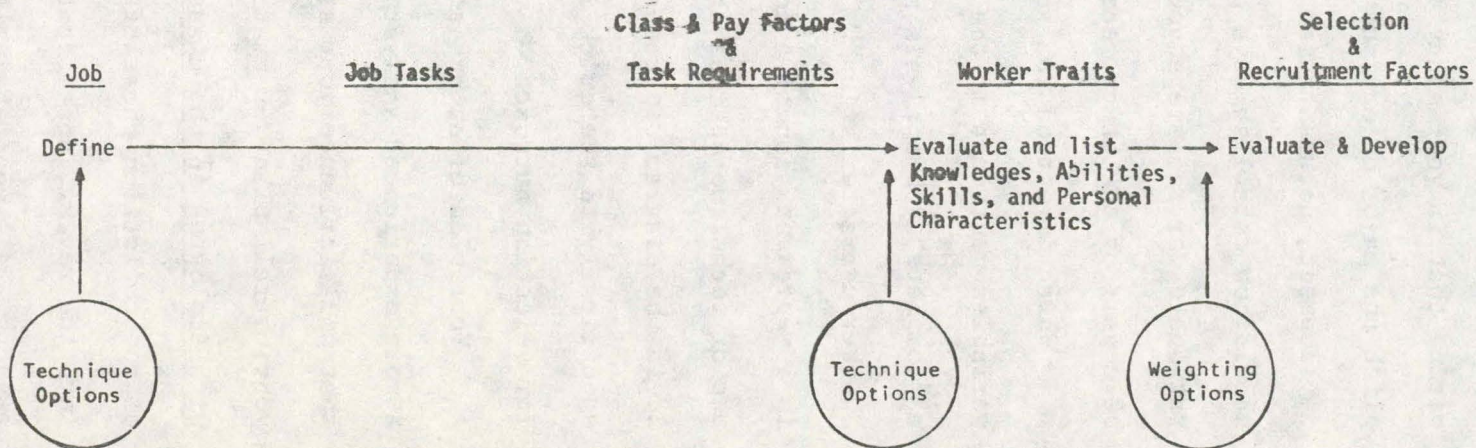 Class & Pay Factors
&
Task Requirements
Selection
&
Recruitment Factors
Job
Job Tasks
Worker Traits
Define
Evaluate and list
Knowledges, Abilities,
Skills, and Personal
Characteristics
Evaluate & Develop
Technique
Options
Technique
Options
Weighting
Options